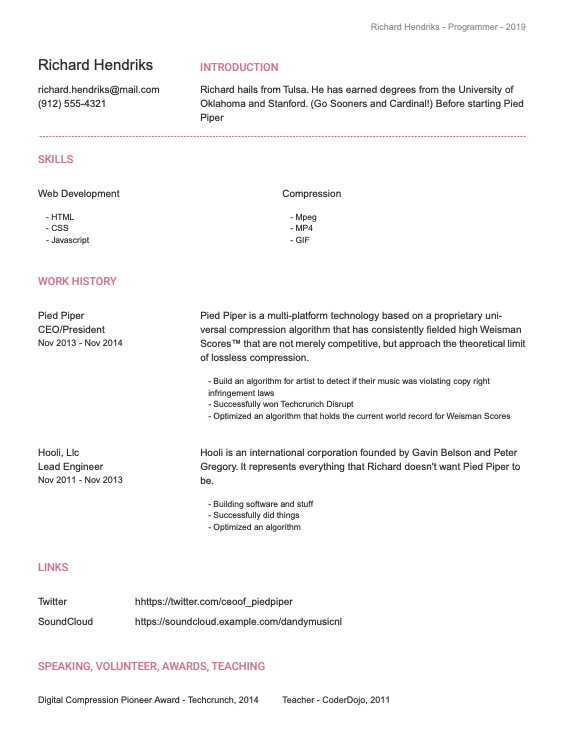 Richard Hendriks - Programmer - 2019
Richard Hendriks
richard.hendriks@mail.com
(912) 555-4321
INTRODUCTION
Richard hails from Tulsa. He has earned degrees from the University of
Oklahoma and Stanford. (Go Sooners and Cardinal!) Before starting Pied
Piper
SKILLS
Web Development
- HTML
- CSS
- Javascript
Compression
- Mpeg
- MP4
- GIF
WORK HISTORY
Pied Piper
CEO/President
Nov 2013 - Nov 2014
Pied Piper is a multi-platform technology based on a proprietary uni-
versal compression algorithm that has consistently fielded high Weisman
Scores™ that are not merely competitive, but approach the theoretical limit
of lossless compression.
- Build an algorithm for artist to detect if their music was violating copy right
infringement laws
- Successfully won Techcrunch Disrupt
- Optimized an algorithm that holds the current world record for Weisman Scores
Hooli, Llc
Lead Engineer
Nov 2011 - Nov 2013
Hooli is an international corporation founded by Gavin Belson and Peter
Gregory. It represents everything that Richard doesn't want Pied Piper to
be.
- Building software and stuff
- Successfully did things
- Optimized an algorithm
LINKS
Twitter hhttps://twitter.com/ceoof_piedpiper
SoundCloud https://soundcloud.example.com/dandymusicnl
SPEAKING, VOLUNTEER, AWARDS, TEACHING
Digital Compression Pioneer Award - Techcrunch, 2014 Teacher - CoderDojo, 2011